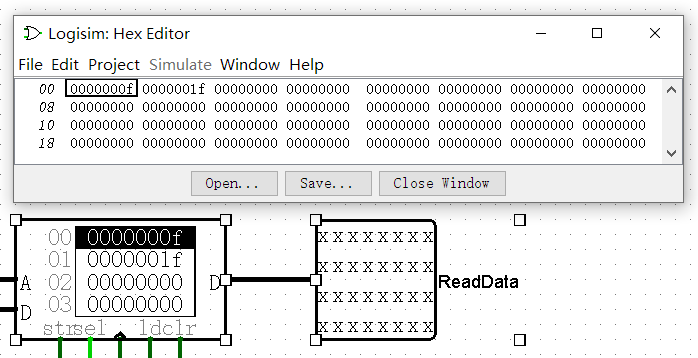 Logisim: Hex Editor
File Edit Project Simulate Window Help
00 0000000f 0000001f 00000000 00000000 00000000 00000000 00000000 00000000
08 00000000 00000000 00000000 00000000 00000000 00000000 00000000 00000000
10 00000000 00000000 00000000 00000000 00000000 00000000 00000000 00000000
18 00000000 00000000 00000000 00000000 00000000 00000000 00000000 00000000
Open... Save... Close Window
00 0000000f
01 0000001f
02 00000000
03 00000000
A
D
D
str sel ld clr
xxxxxxxx
xxxxxxxx
xxxxxxxx
xxxxxxxx
ReadData